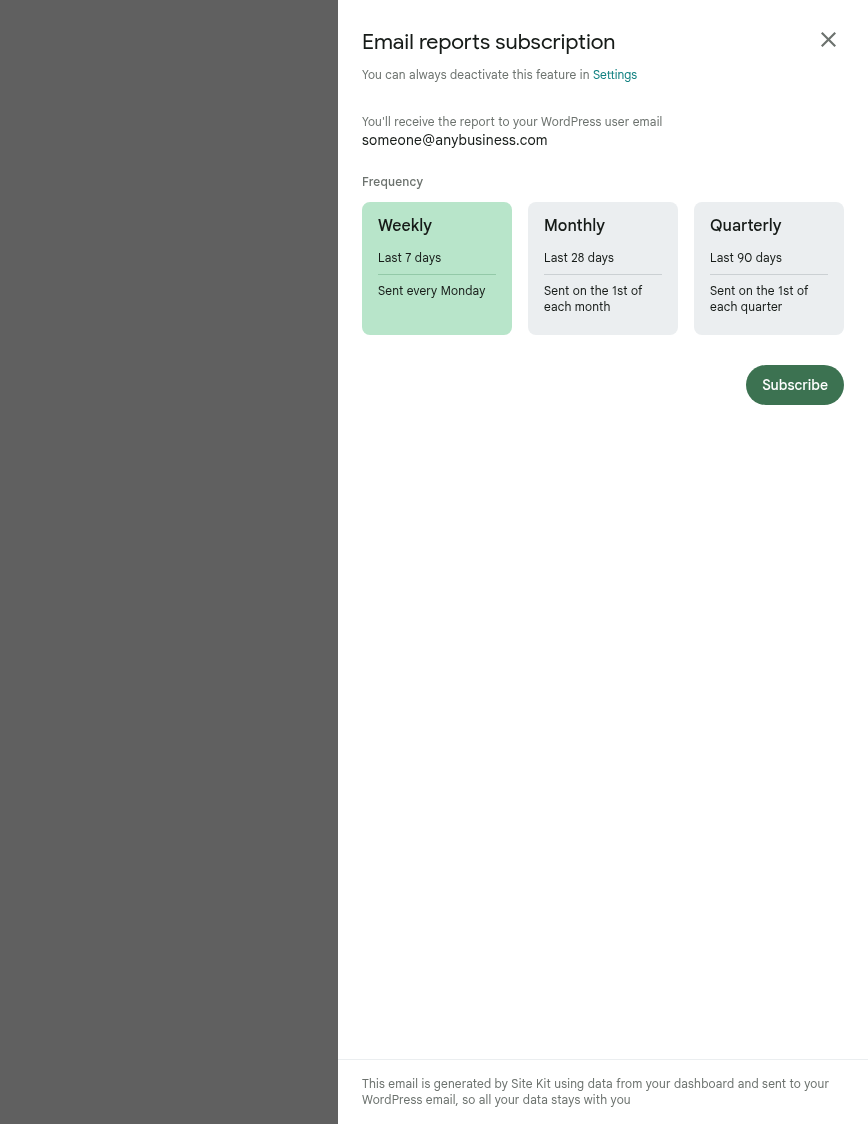 Email reports subscription
You can always deactivate this feature in Settings
You'll receive the report to your WordPress user email
someone@anybusiness.com
Frequency
Weekly
Last 7 days
Sent every Monday
Monthly
Last 28 days
Sent on the 1st of
each month
Quarterly
Last 90 days
Sent on the 1st of
each quarter
Subscribe
This email is generated by Site Kit using data from your dashboard and sent to your
WordPress email, so all your data stays with you